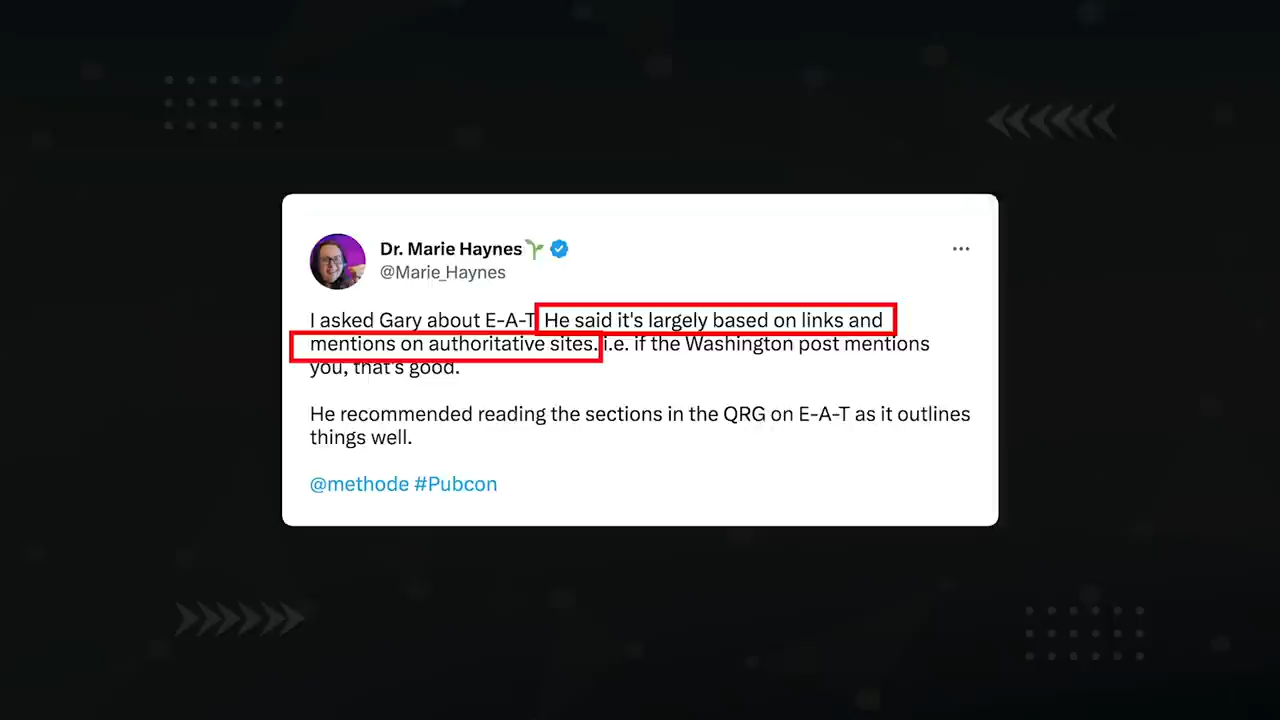 Dr. Marie Haynes
@Marie_Haynes
I asked Gary about E-A-T. He said it's largely based on links and
mentions on authoritative sites. i.e. if the Washington post mentions
you, that's good.
He recommended reading the sections in the QRG on E-A-T as it outlines
things well.
@methode #Pubcon